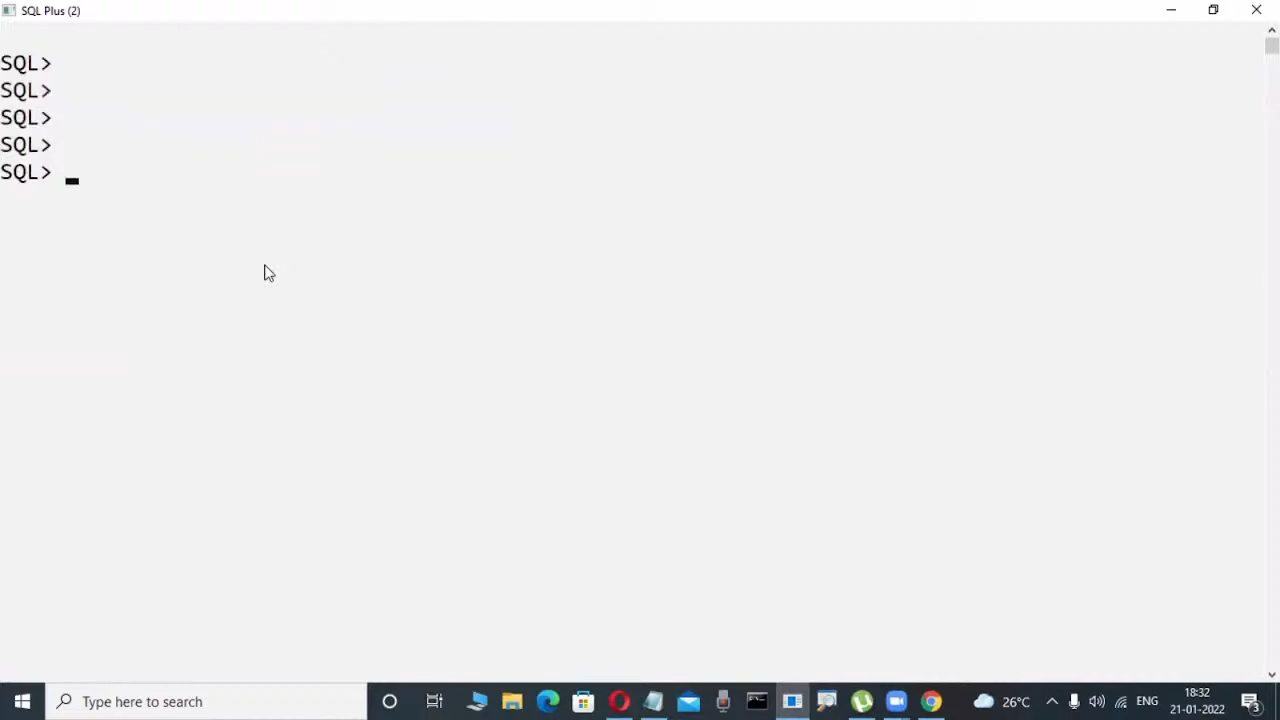 SQL Plus (2)
SQL>
SQL>
SQL>
SQL>
SQL>
Type here to search
26°C
ENG
18:32
21-01-2022
3